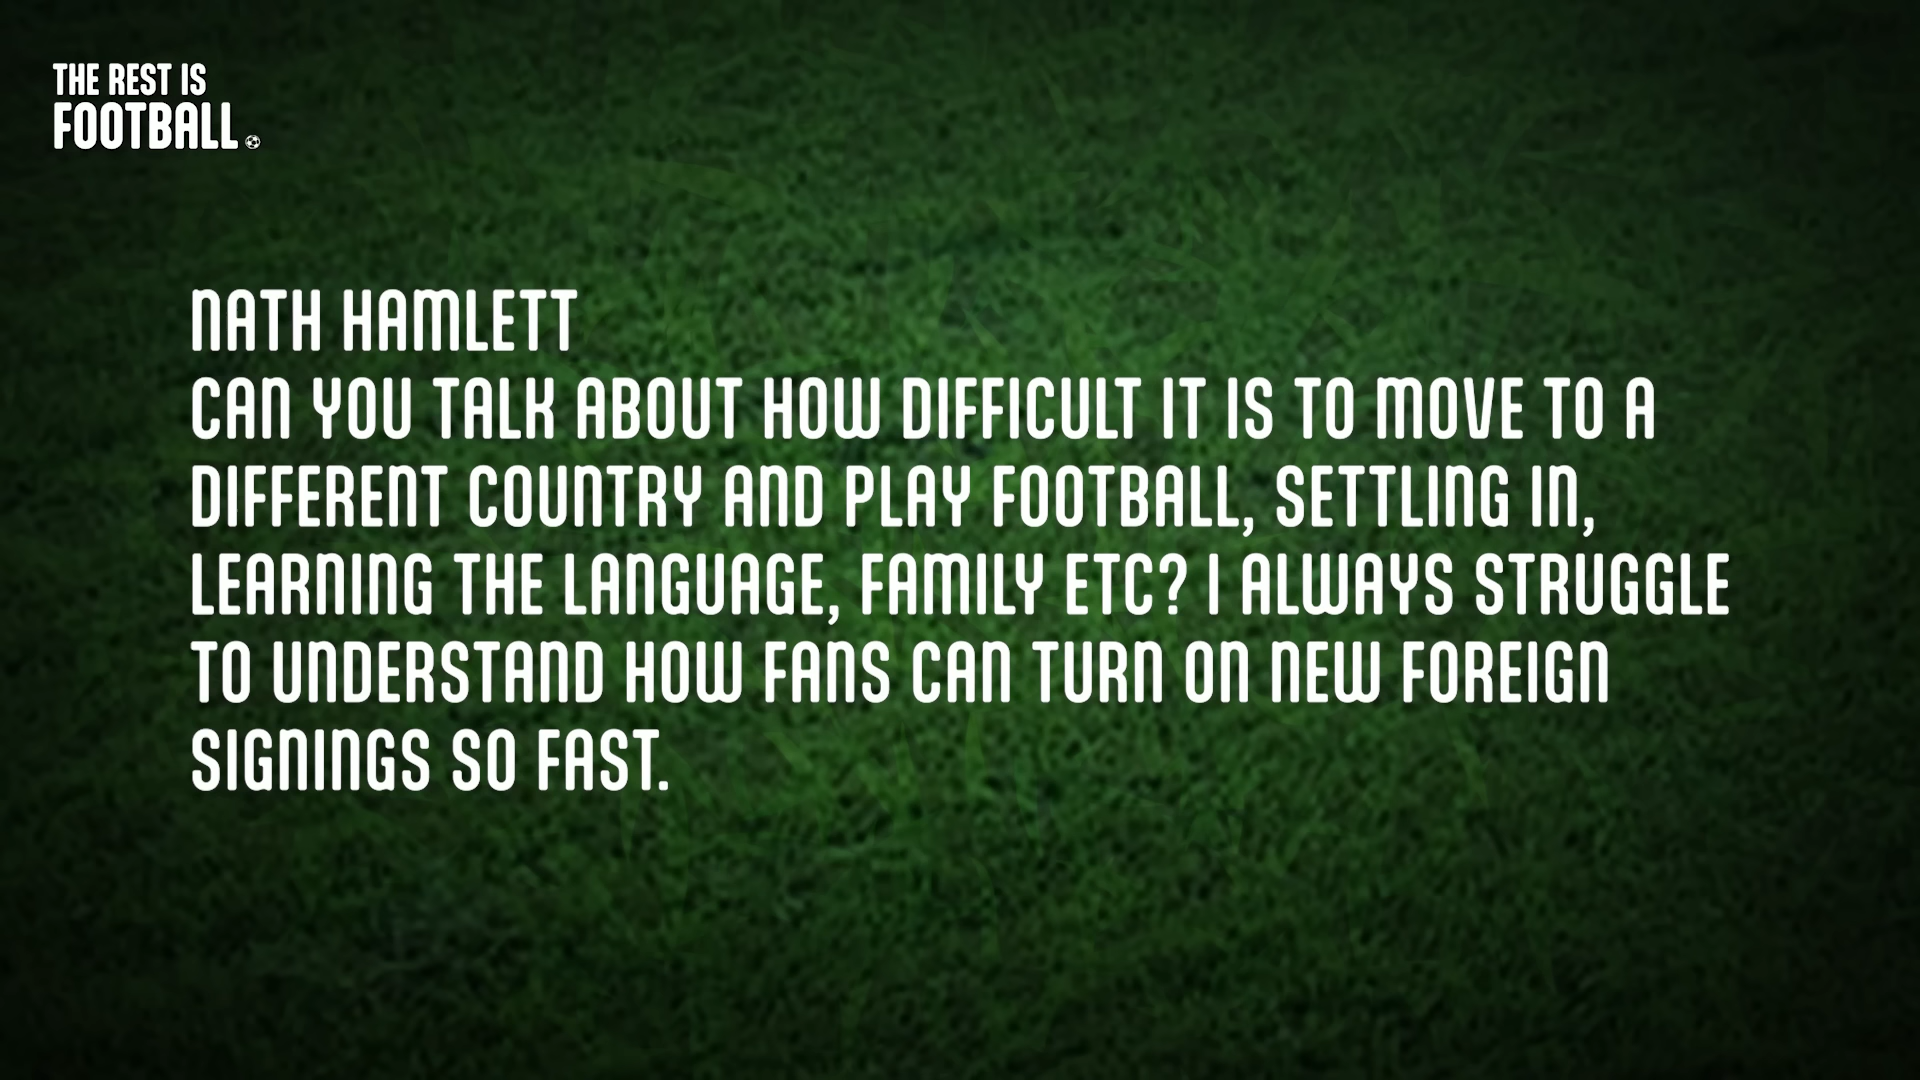 THE REST IS
FOOTBALL
NATH HAMLETT
CAN YOU TALK ABOUT HOW DIFFICULT IT IS TO MOVE TO A
DIFFERENT COUNTRY AND PLAY FOOTBALL, SETTLING IN,
LEARNING THE LANGUAGE, FAMILY ETC? I ALWAYS STRUGGLE
TO UNDERSTAND HOW FANS CAN TURN ON NEW FOREIGN
SIGNINGS SO FAST.